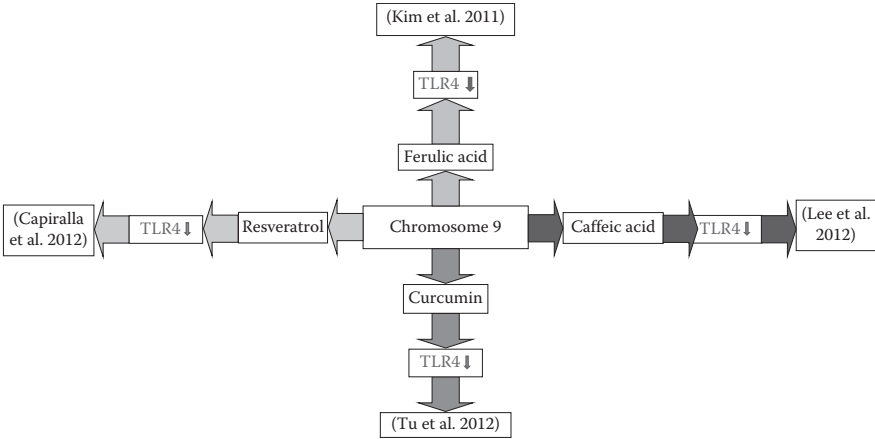 (Kim et al. 2011)
TLR4
Ferulic acid
(Capiralla
et al. 2012)
TLR4
Resveratrol
Chromosome 9
Caffeic acid
TLR4
(Lee et al.
2012)
Curcumin
TLR4
(Tu et al. 2012)